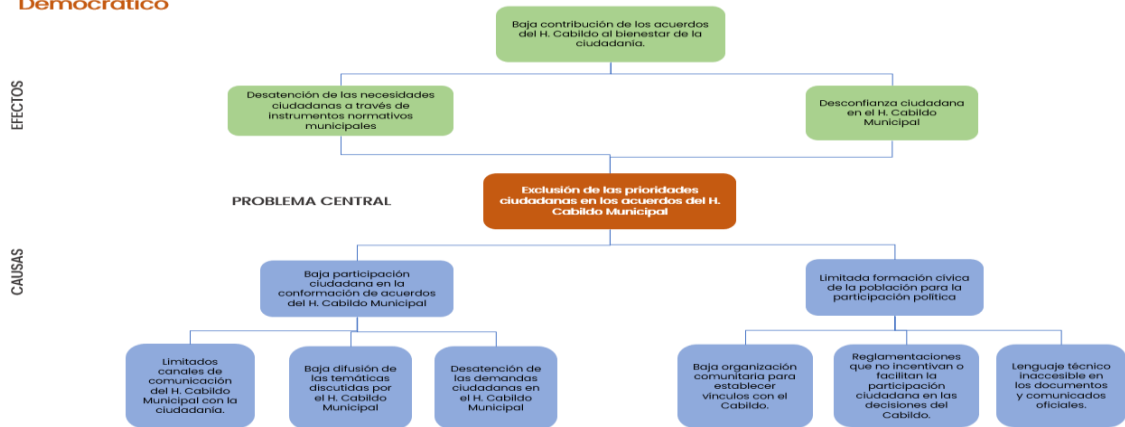 Democrático
Baja contribución de los acuerdos
del H. Cabildo al bienestar de la
ciudadanía.
EFECTOS
Desatención de las necesidades
ciudadanas a través de
instrumentos normativos
municipales
Desconfianza ciudadana
en el H. Cabildo
Municipal
PROBLEMA CENTRAL
Exclusión de las prioridades
ciudadanas en los acuerdos del H.
Cabildo Municipal
CAUSAS
Baja participación
ciudadana en la
conformación de acuerdos
del H. Cabildo Municipal
Limitada formación cívica
de la población para la
participación política
Limitados
canales de
comunicación
del H. Cabildo
Municipal con la
ciudadanía.
Baja difusión de
las temáticas
discutidas por
el H. Cabildo
Municipal
Desatención de
las demandas
ciudadanas en
el H. Cabildo
Municipal
Baja organización
comunitaria para
establecer
vínculos con el
Cabildo.
Reglamentaciones
que no incentivan o
facilitan la
participación
ciudadana en las
decisiones del
Cabildo.
Lenguaje técnico
inaccesible en
los documentos
y comunicados
oficiales.